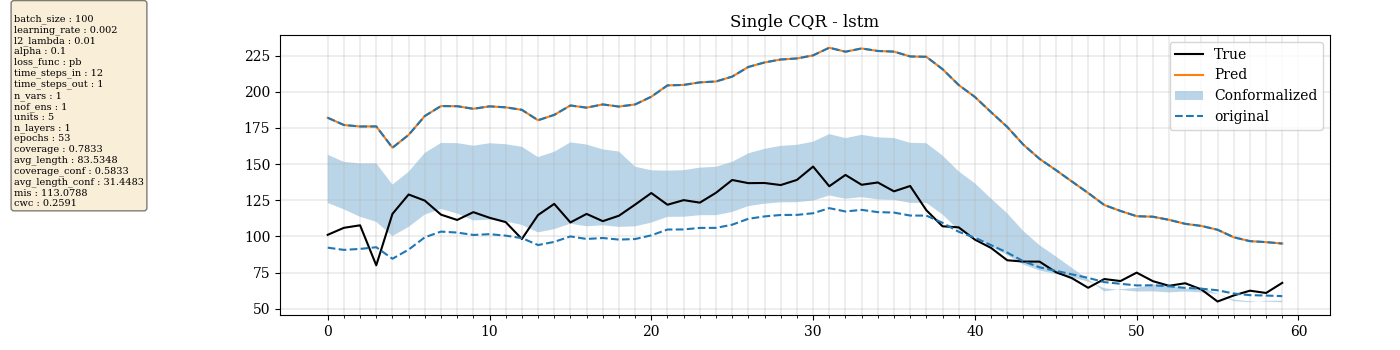 batch_size : 100
learning_rate : 0.002
l2_lambda : 0.01
alpha : 0.1
loss_func : pb
time_steps_in : 12
time_steps_out : 1
n_vars : 1
nof_ens : 1
units : 5
n_layers : 1
epochs : 53
coverage : 0.7833
avg_length : 83.5348
coverage_conf : 0.5833
avg_length_conf : 31.4483
mis : 113.0788
cwc : 0.2591
Single CQR - lstm
225
200
175
150
125
100
75
50
True
Pred
Conformalized
original
0 10 20 30 40 50 60